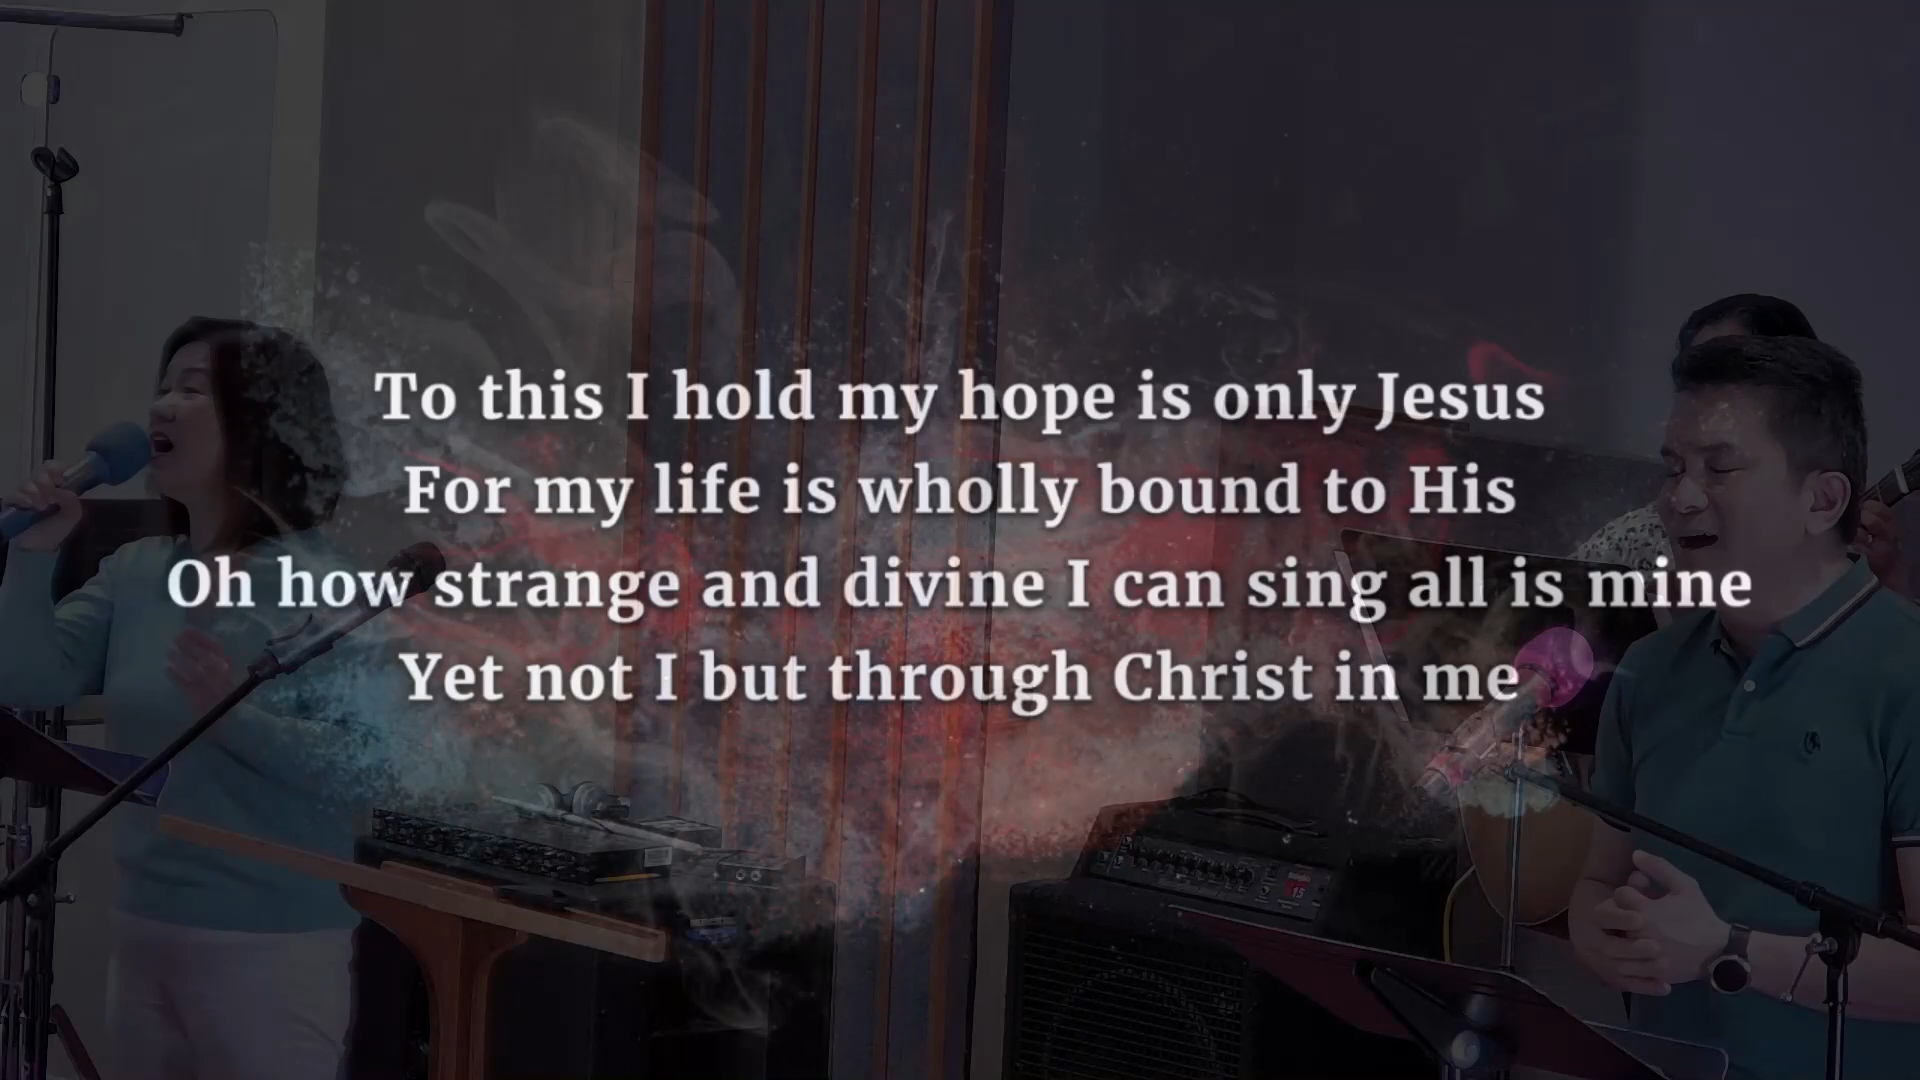 To this I hold my hope is only Jesus
For my life is wholly bound to His
Oh how strange and divine I can sing all is mine
Yet not I but through Christ in me
15